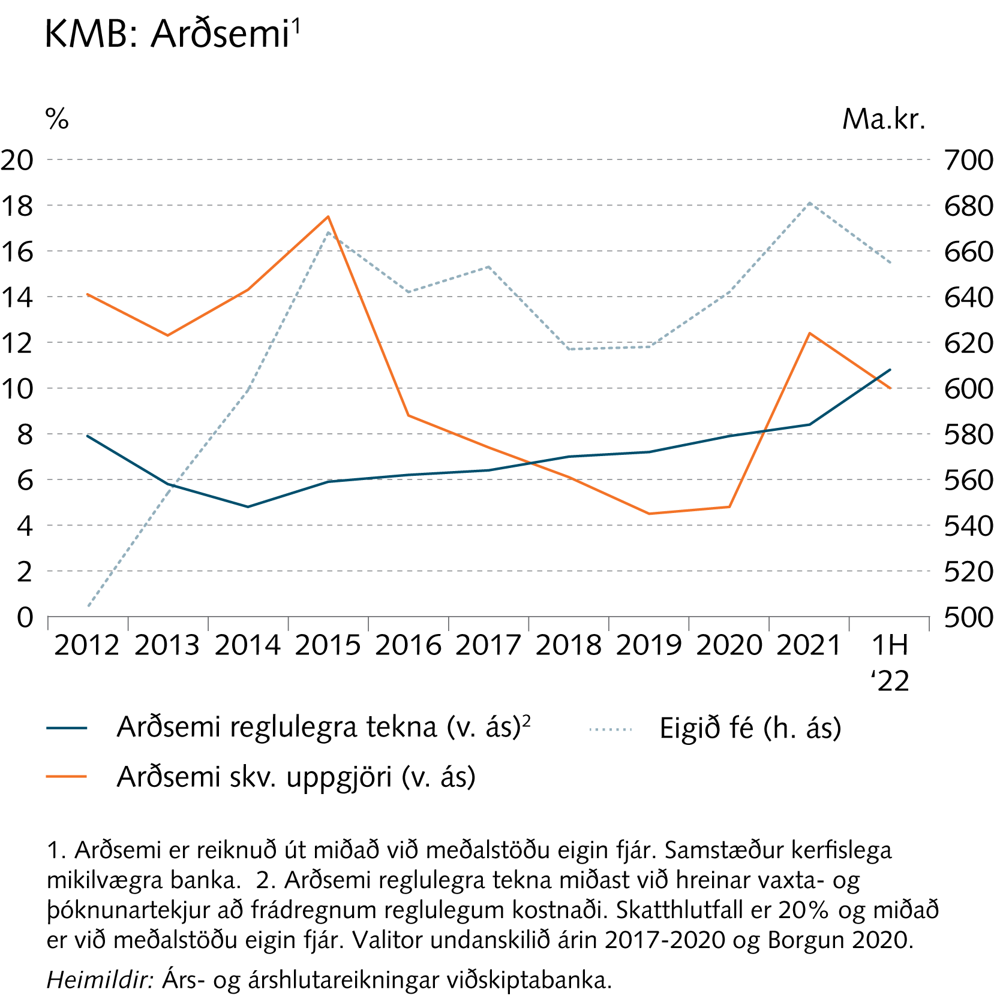 KMB: Arðsemi¹
% Ma.kr.
20 700
18 680
16 660
14 640
12 620
10 600
8 580
6 560
4 540
2 520
0 500
2012 2013 2014 2015 2016 2017 2018 2019 2020 2021 1H
‘22
Arðsemi reglulegra tekna (v. ás)² Eigið fé (h. ás)
Arðsemi skv. uppgjöri (v. ás)
1. Arðsemi er reiknuð út miðað við meðalstöðu eigin fjár. Samstæður kerfislega
mikilvægra banka. 2. Arðsemi reglulegra tekna miðast við hreinar vaxta- og
þóknunartekjur að frádregnum reglulegum kostnaði. Skatthlutfall er 20% og miðað
er við meðalstöðu eigin fjár. Valitor undanskilið árin 2017-2020 og Borgun 2020.
Heimildir: Árs- og árshlutareikningar viðskiptabanka.